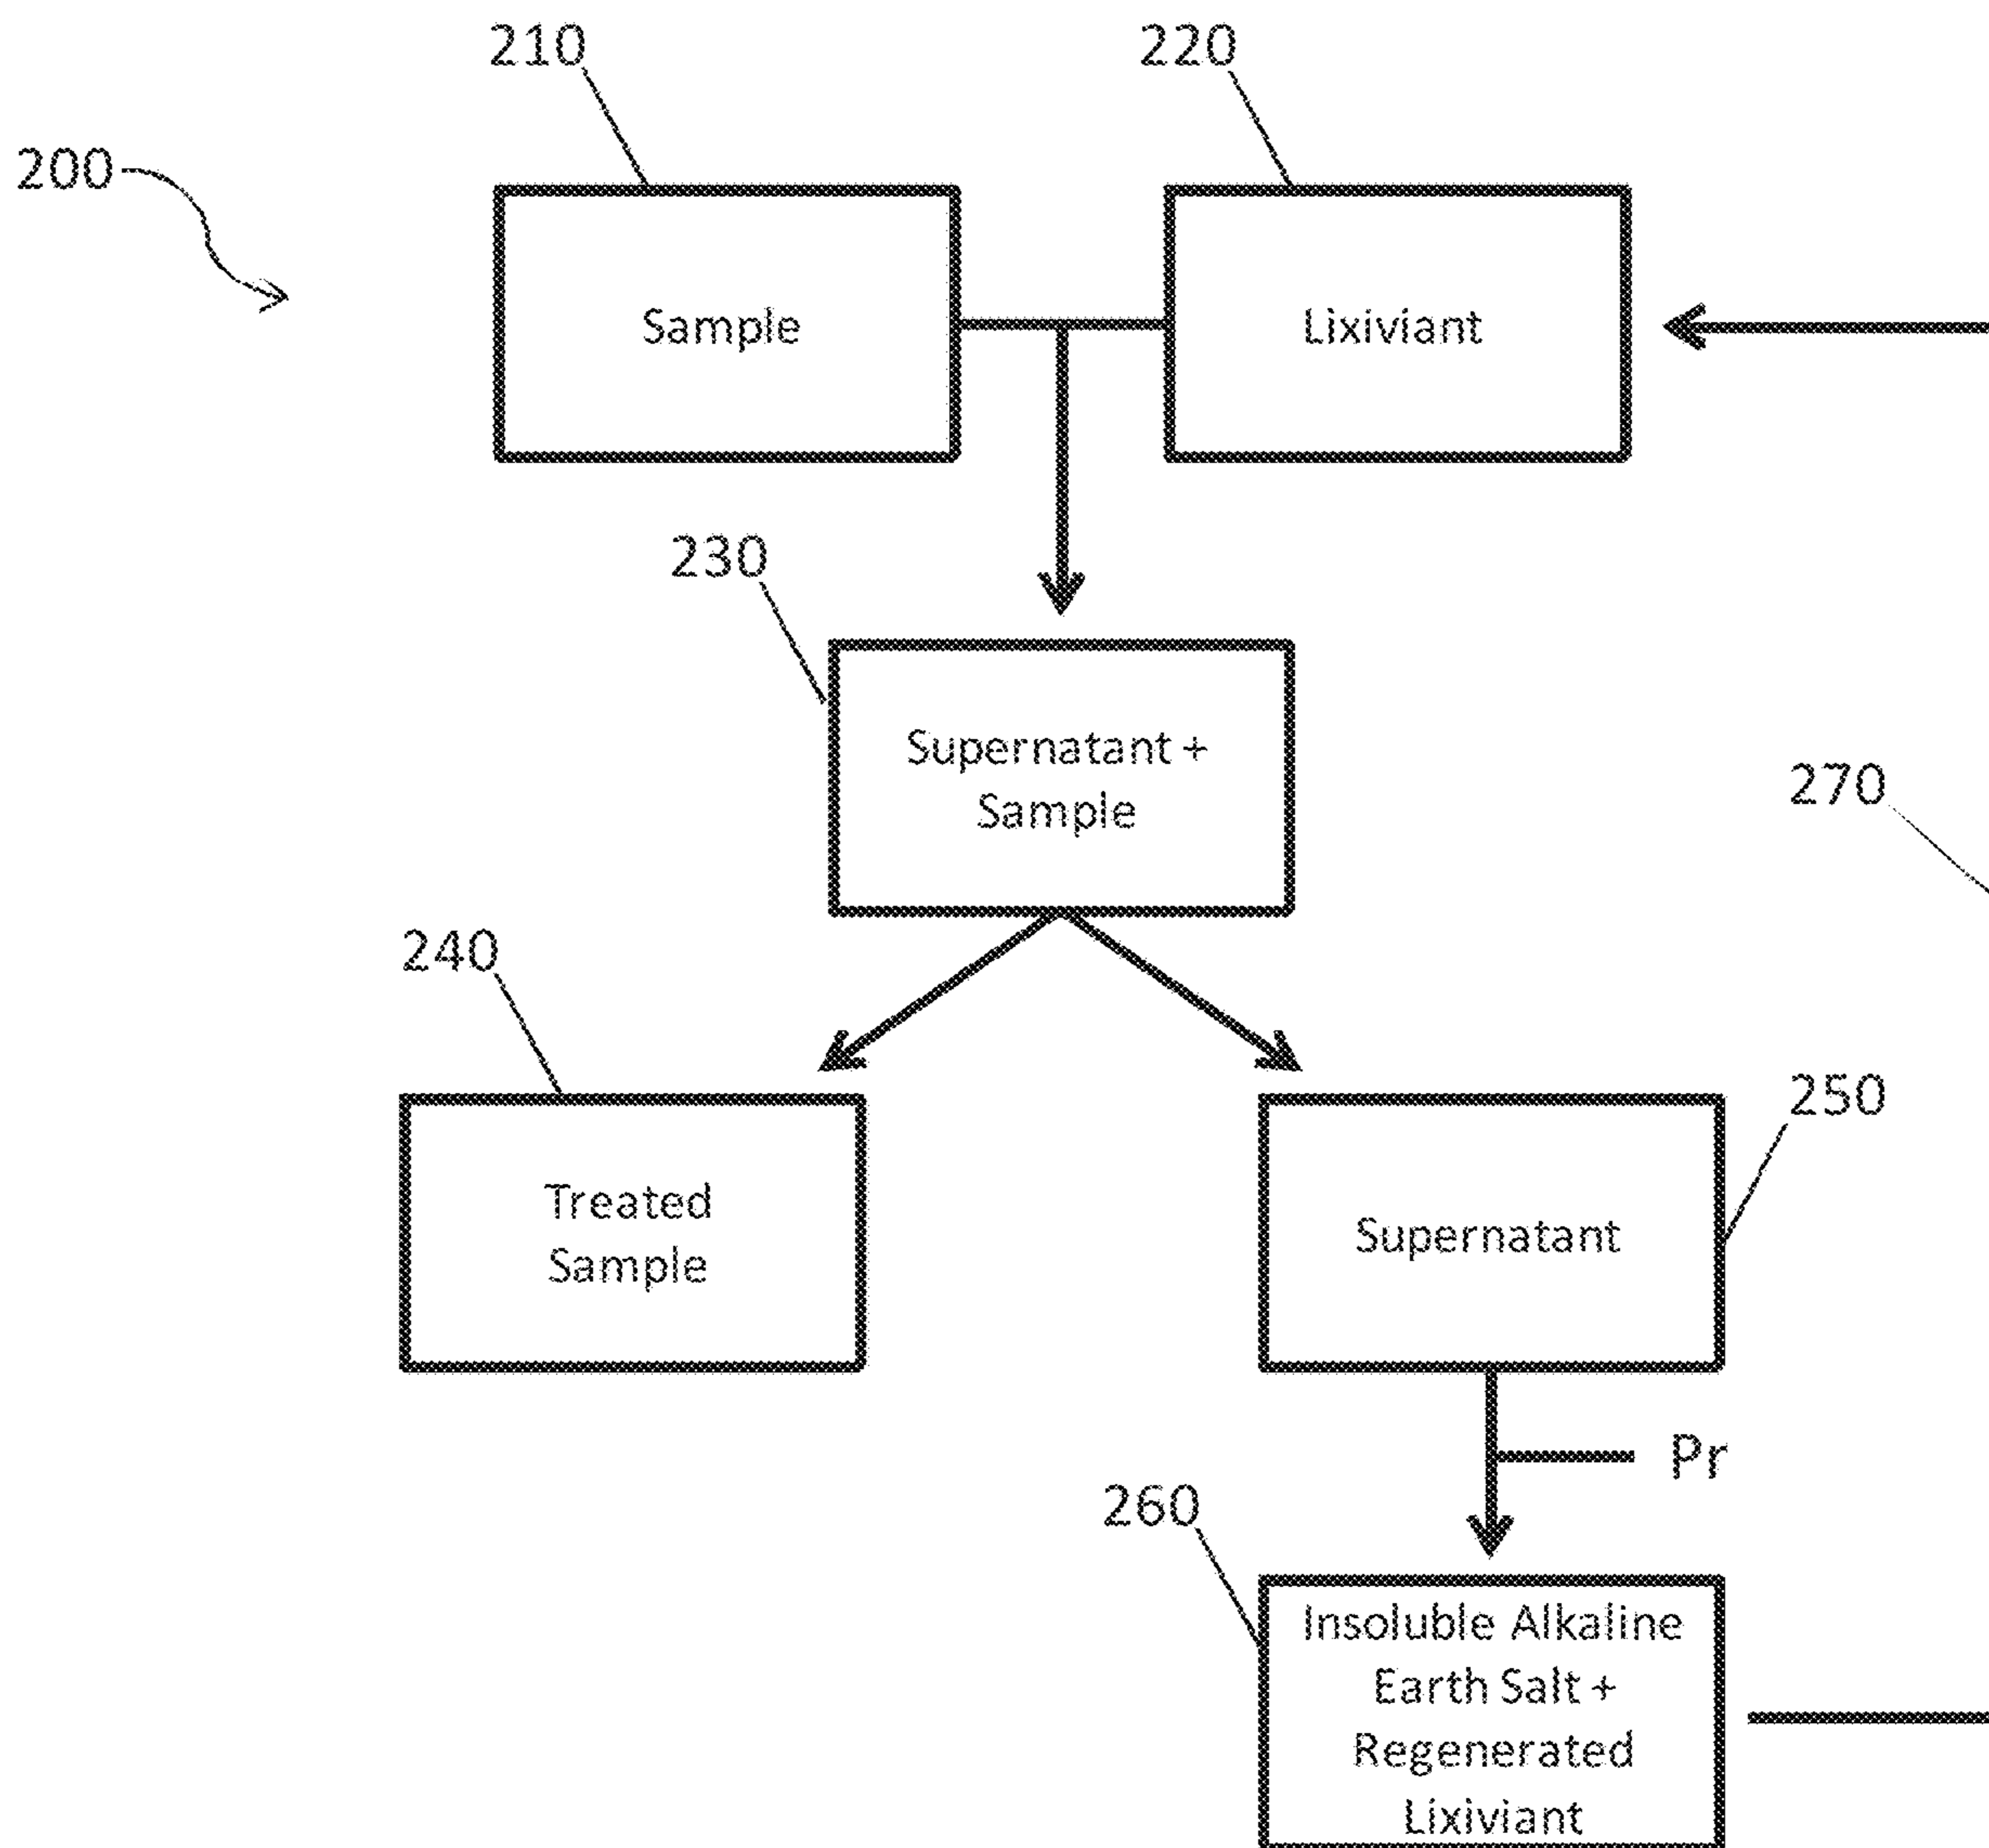 210
220
200
Sample
Lixiviant
230
Supernatant +
Sample
270
240
250
Treated
Sample
Supernatant
Pr
260
Insoluble Alkaline
Earth Salt +
Regenerated
Lixiviant